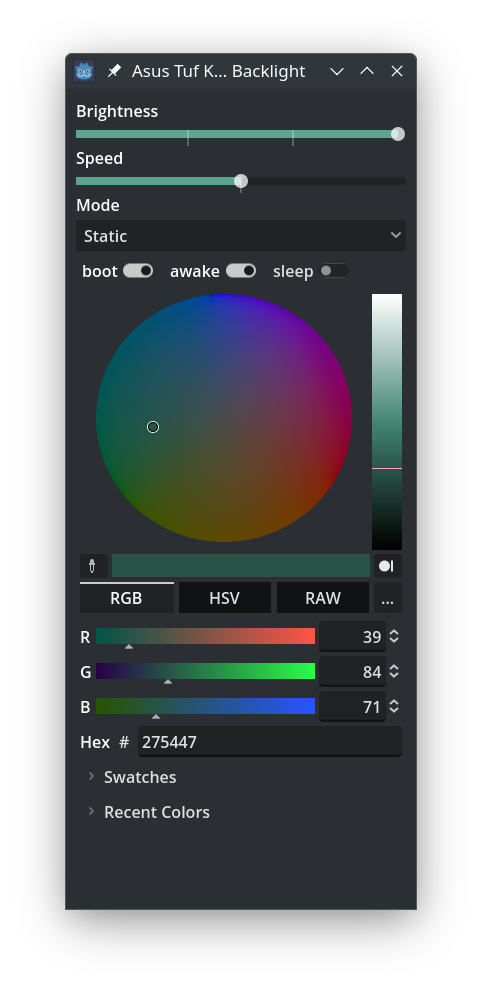 Asus Tuf K... Backlight
Brightness
Speed
Mode
Static
boot awake sleep
RGB HSV RAW ...
R 39
G 84
B 71
Hex # 275447
Swatches
Recent Colors